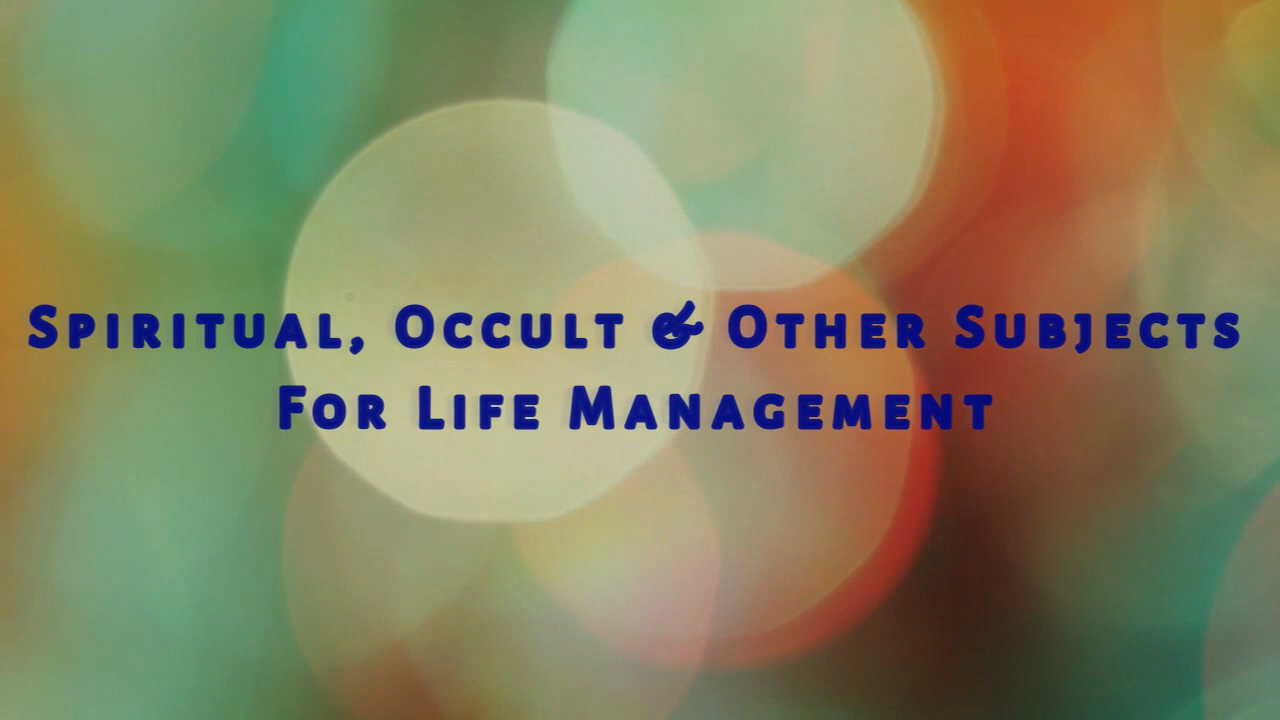 Spiritual, Occult & Other Subjects
For Life Management